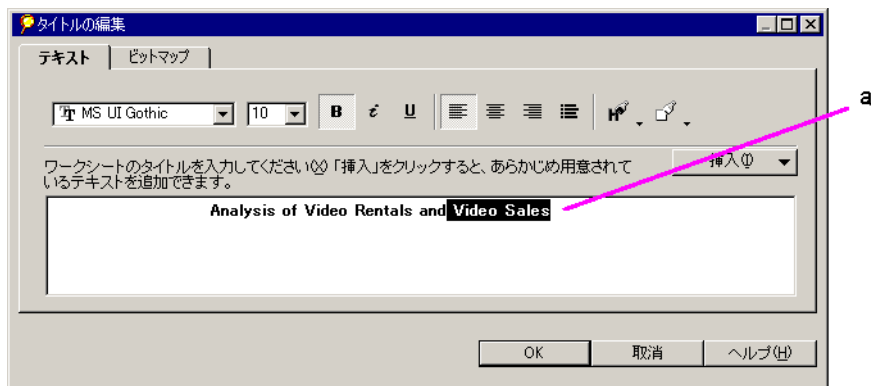 タイトルの編集
テキスト ビットマップ
MS UI Gothic 10 B i U
a
ワークシートのタイトルを入力してください(X) 「挿入」をクリックすると、あらかじめ用意されて
いるテキストを追加できます。
挿入(I)
Analysis of Video Rentals and Video Sales
OK 取消 ヘルプ(H)